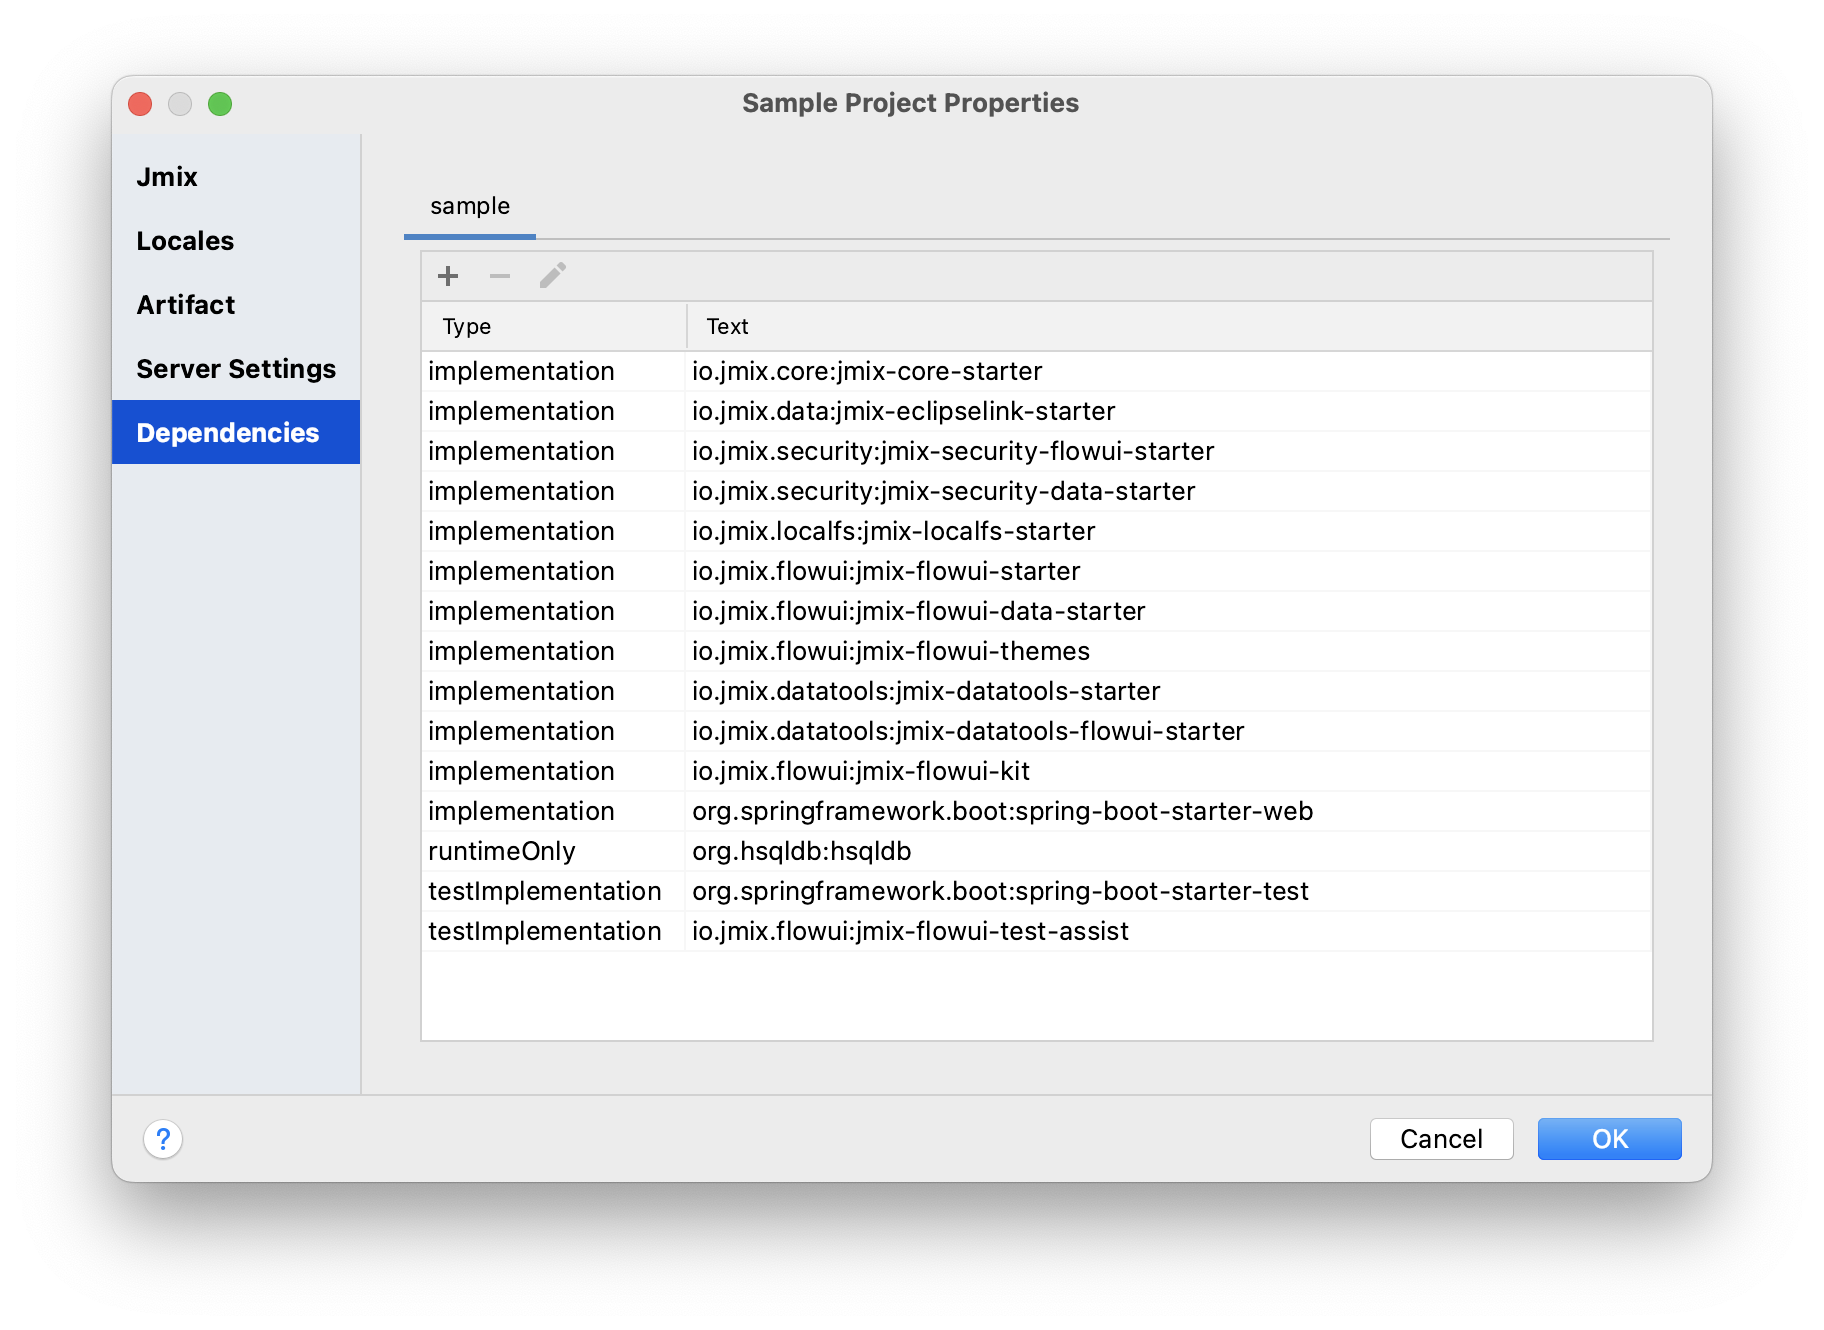 Sample Project Properties
Jmix
Locales
Artifact
Server Settings
Dependencies
sample
Type Text
implementation io.jmix.core:jmix-core-starter
implementation io.jmix.data:jmix-eclipselink-starter
implementation io.jmix.security:jmix-security-flowui-starter
implementation io.jmix.security:jmix-security-data-starter
implementation io.jmix.localfs:jmix-localfs-starter
implementation io.jmix.flowui:jmix-flowui-starter
implementation io.jmix.flowui:jmix-flowui-data-starter
implementation io.jmix.flowui:jmix-flowui-themes
implementation io.jmix.datatools:jmix-datatools-starter
implementation io.jmix.datatools:jmix-datatools-flowui-starter
implementation io.jmix.flowui:jmix-flowui-kit
implementation org.springframework.boot:spring-boot-starter-web
runtimeOnly org.hsqldb:hsqldb
testImplementation org.springframework.boot:spring-boot-starter-test
testImplementation io.jmix.flowui:jmix-flowui-test-assist
? Cancel OK